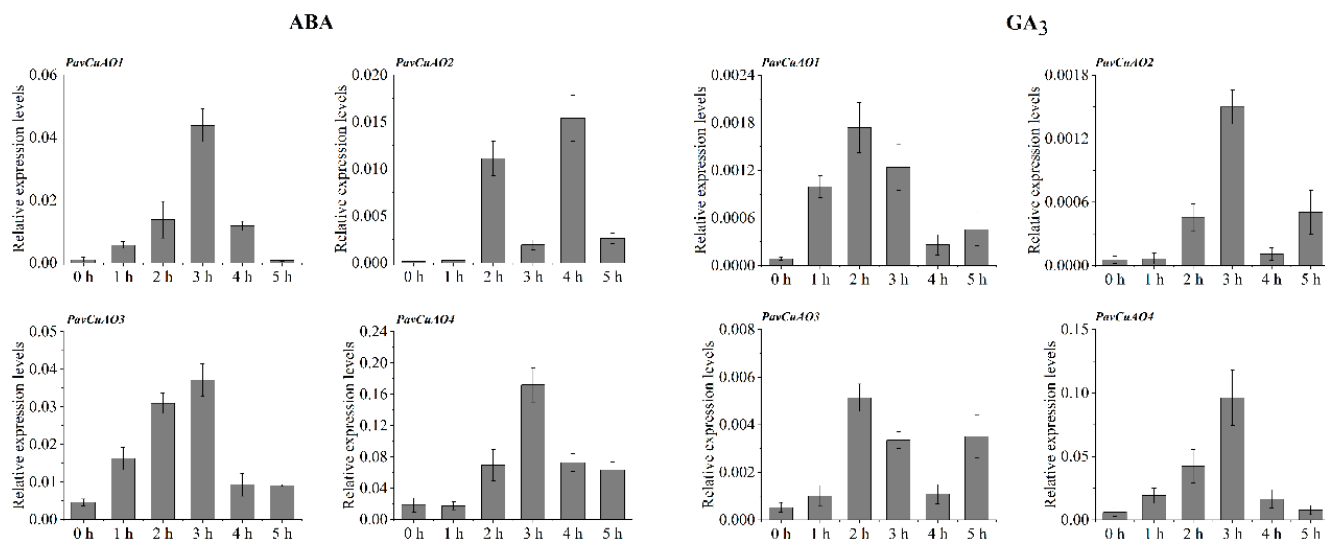 ABA
GA3
PavCuAO1
Relative expression levels
0.06
0.04
0.02
0.00
0 h 1 h 2 h 3 h 4 h 5 h
PavCuAO2
Relative expression levels
0.020
0.015
0.010
0.005
0.000
0 h 1 h 2 h 3 h 4 h 5 h
PavCuAO1
Relative expression levels
0.0024
0.0018
0.0012
0.0006
0.0000
0 h 1 h 2 h 3 h 4 h 5 h
PavCuAO2
Relative expression levels
0.0018
0.0012
0.0006
0.0000
0 h 1 h 2 h 3 h 4 h 5 h
PavCuAO3
Relative expression levels
0.05
0.04
0.03
0.02
0.01
0.00
0 h 1 h 2 h 3 h 4 h 5 h
PavCuAO4
Relative expression levels
0.24
0.20
0.16
0.12
0.08
0.04
0.00
0 h 1 h 2 h 3 h 4 h 5 h
PavCuAO3
Relative expression levels
0.008
0.006
0.004
0.002
0.000
0 h 1 h 2 h 3 h 4 h 5 h
PavCuAO4
Relative expression levels
0.15
0.10
0.05
0.00
0 h 1 h 2 h 3 h 4 h 5 h